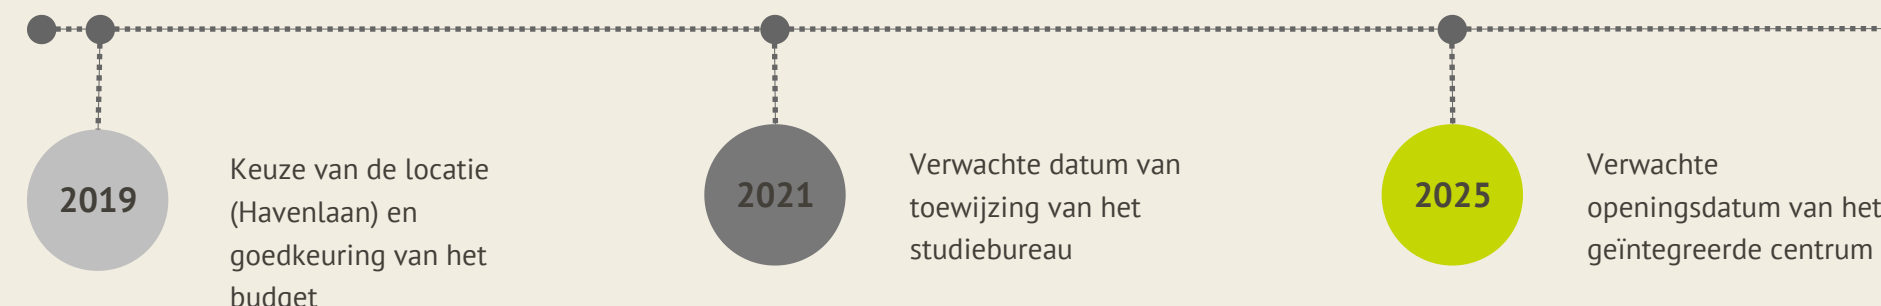 2019
Keuze van de locatie
(Havenlaan) en
goedkeuring van het
budget
2021
Verwachte datum van
toewijzing van het
studiebureau
2025
Verwachte
openingsdatum van het
geïntegreerde centrum